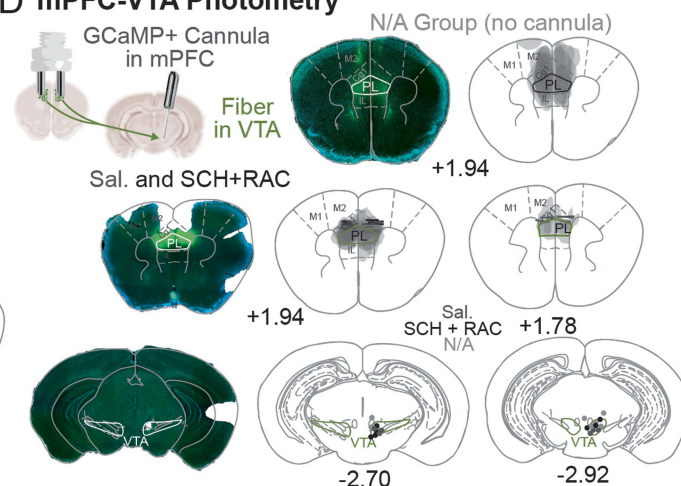 D mPFC-VTA Photometry
N/A Group (no cannula)
GCaMP+ Cannula
in mPFC
Fiber
in VTA
M2
Cg1
PL
IL
M1
M2
PL
IL
+1.94
Sal. and SCH+RAC
M2
PL
M1
M2
PL
IL
M1
M2
PL
+1.94
+1.78
Sal.
SCH + RAC
N/A
VTA
VTA
VTA
-2.70
-2.92